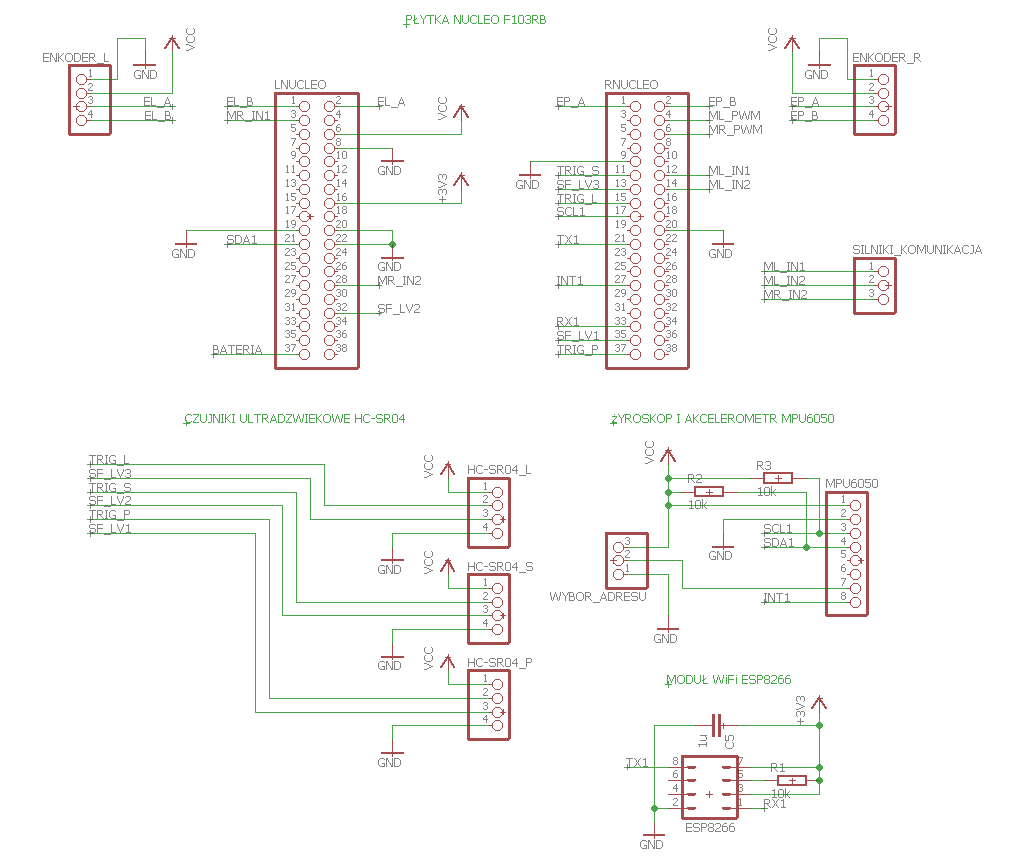 PŁYTKA NUCLEO F103RB
ENKODER_L
1
2
3
4
VCC
GND
EL_A
EL_B
LNUCLEO
EL_B
MR_IN1
SDA1
BATERIA
GND
1
3
5
7
9
11
13
15
17
19
21
23
25
27
29
31
33
35
37
2
4
6
8
10
12
14
16
18
20
22
24
26
28
30
32
34
36
38
EL_A
VCC
GND
+3V3
GND
MR_IN2
SF_LV2
RNUCLEO
EP_A
GND
TRIG_S
SF_LV3
TRIG_L
SCL1
TX1
INT1
RX1
SF_LV1
TRIG_P
1
3
5
7
9
11
13
15
17
19
21
23
25
27
29
31
33
35
37
2
4
6
8
10
12
14
16
18
20
22
24
26
28
30
32
34
36
38
EP_B
ML_PWM
MR_PWM
ML_IN1
ML_IN2
GND
VCC
GND
ENKODER_R
EP_A
EP_B
1
2
3
4
SILNIKI_KOMUNIKACJA
ML_IN1
ML_IN2
MR_IN2
1
2
3
CZUJNIKI ULTRADZWIEKOWE HC-SR04
TRIG_L
SF_LV3
TRIG_S
SF_LV2
TRIG_P
SF_LV1
VCC
HC-SR04_L
1
2
3
4
GND
VCC
HC-SR04_S
1
2
3
4
GND
VCC
HC-SR04_P
1
2
3
4
GND
ŻYROSKOP I AKCELEROMETR MPU6050
VCC
R2
10k
R3
10k
MPU6050
1
2
3
4
5
6
7
8
SCL1
SDA1
INT1
GND
3
2
1
WYBOR_ADRESU
GND
MODUŁ WiFi ESP8266
+3V3
1u
C5
TX1
8
6
4
2
7
5
3
1
R1
10k
RX1
ESP8266
GND